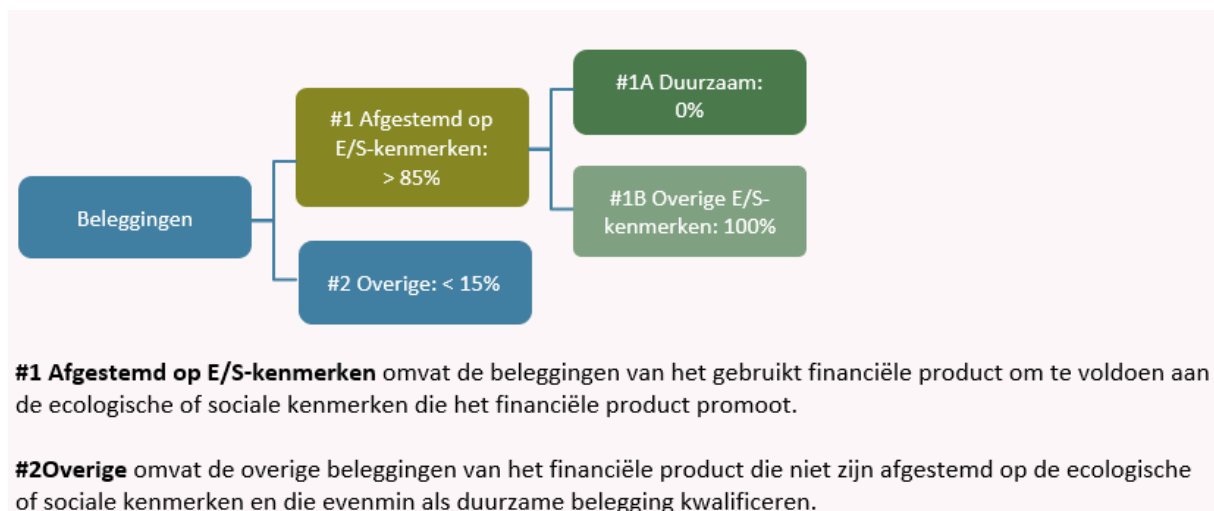 #1A Duurzaam:
0%
#1 Afgestemd op
E/S-kenmerken:
> 85%
#1B Overige E/S-
kenmerken: 100%
Beleggingen
#2 Overige: < 15%
#1 Afgestemd op E/S-kenmerken omvat de beleggingen van het gebruikt financiële product om te voldoen aan
de ecologische of sociale kenmerken die het financiële product promoot.
#2Overige omvat de overige beleggingen van het financiële product die niet zijn afgestemd op de ecologische
of sociale kenmerken en die evenmin als duurzame belegging kwalificeren.